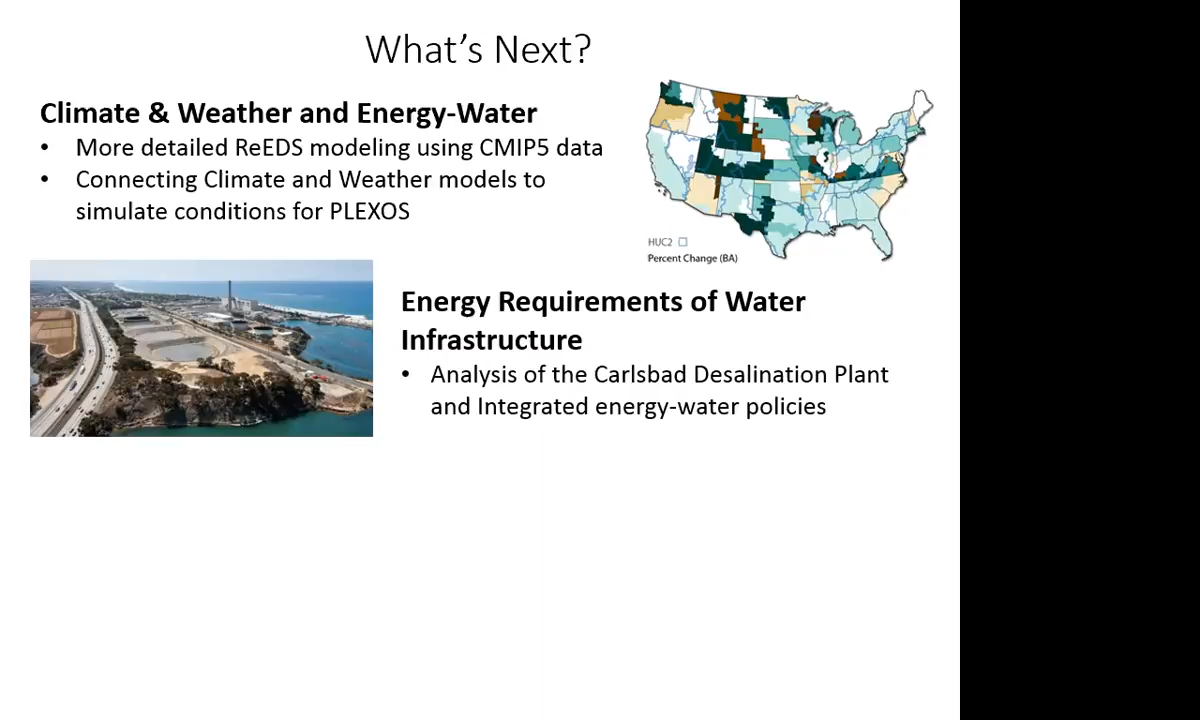 What's Next?
Climate & Weather and Energy-Water
• More detailed ReEDS modeling using CMIP5 data
• Connecting Climate and Weather models to
simulate conditions for PLEXOS
HUC2
Percent Change (BA)
Energy Requirements of Water
Infrastructure
• Analysis of the Carlsbad Desalination Plant
and Integrated energy-water policies